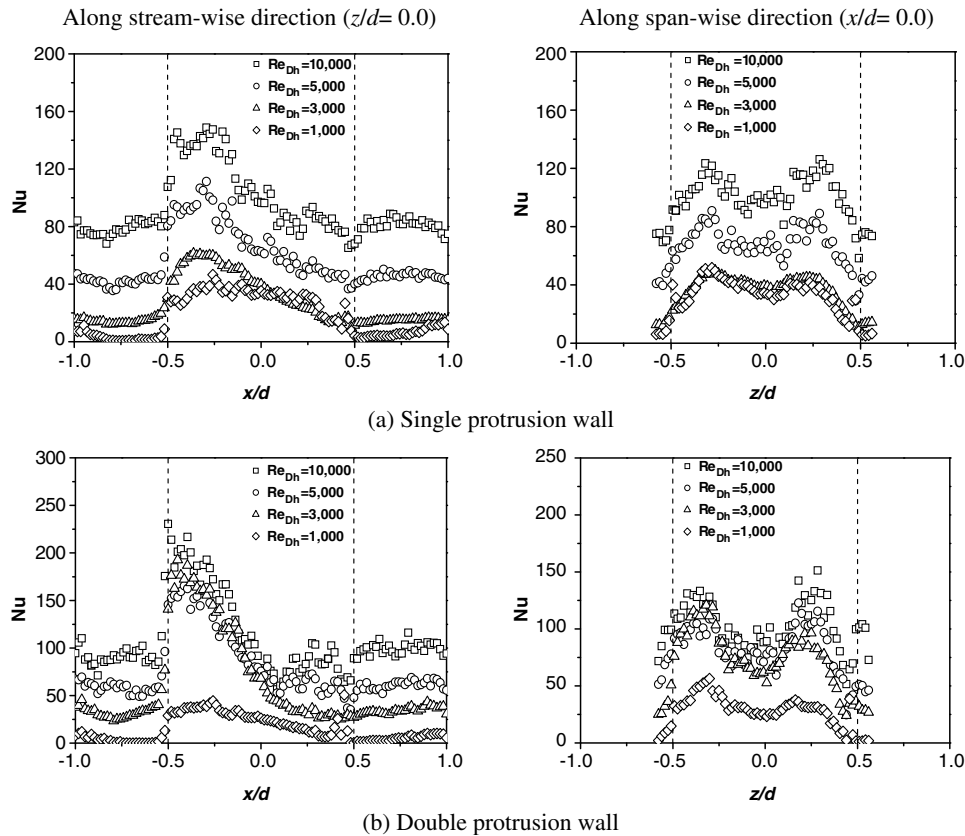 Along stream-wise direction (z/d= 0.0)
Along span-wise direction (x/d= 0.0)
200
160
120
80
40
0
Nu
Re_Dh=10,000
Re_Dh=5,000
Re_Dh=3,000
Re_Dh=1,000
-1.0 -0.5 0.0 0.5 1.0
x/d
200
160
120
80
40
0
Nu
Re_Dh=10,000
Re_Dh=5,000
Re_Dh=3,000
Re_Dh=1,000
-1.0 -0.5 0.0 0.5 1.0
z/d
(a) Single protrusion wall
300
250
200
150
100
50
0
Nu
Re_Dh=10,000
Re_Dh=5,000
Re_Dh=3,000
Re_Dh=1,000
-1.0 -0.5 0.0 0.5 1.0
x/d
250
200
150
100
50
0
Nu
Re_Dh=10,000
Re_Dh=5,000
Re_Dh=3,000
Re_Dh=1,000
-1.0 -0.5 0.0 0.5 1.0
z/d
(b) Double protrusion wall